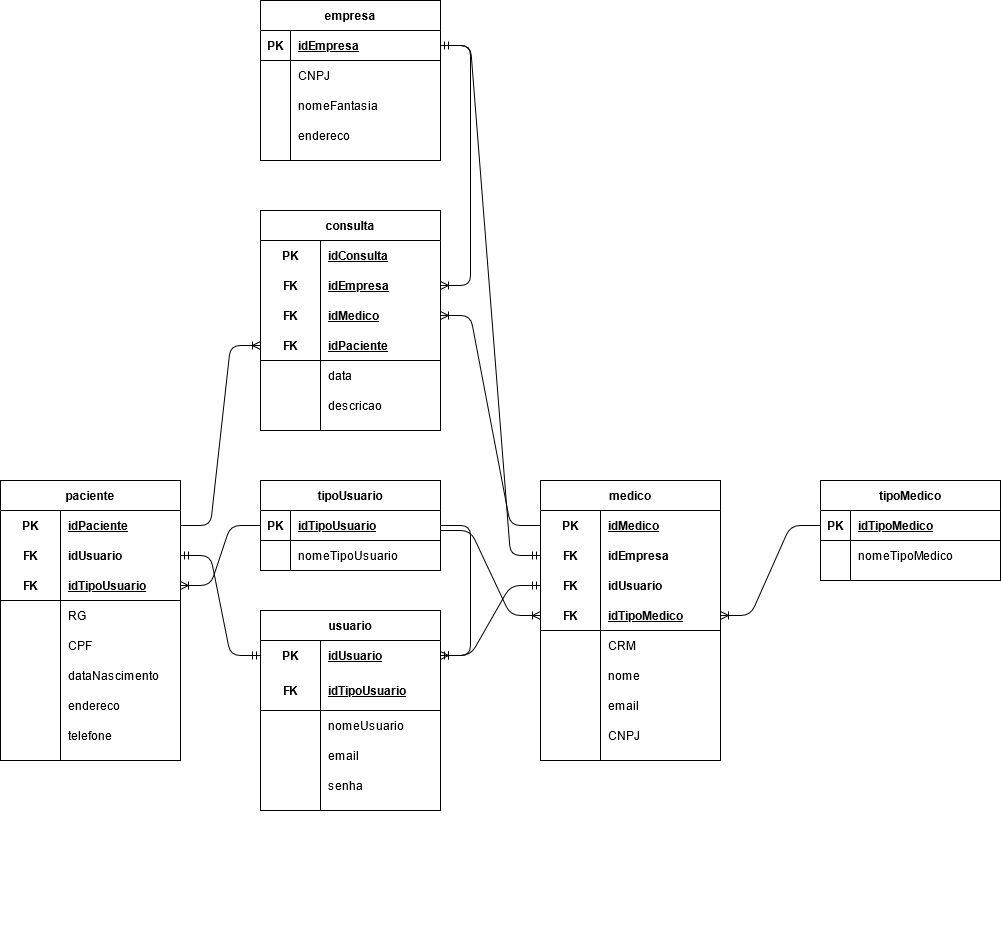 empresa
PK idEmpresa
CNPJ
nomeFantasia
endereco
consulta
PK idConsulta
FK idEmpresa
FK idMedico
FK idPaciente
data
descricao
paciente
PK idPaciente
FK idUsuario
FK idTipoUsuario
RG
CPF
dataNascimento
endereco
telefone
tipoUsuario
PK idTipoUsuario
nomeTipoUsuario
usuario
PK idUsuario
FK idTipoUsuario
nomeUsuario
email
senha
medico
PK idMedico
FK idEmpresa
FK idUsuario
FK idTipoMedico
CRM
nome
email
CNPJ
tipoMedico
PK idTipoMedico
nomeTipoMedico